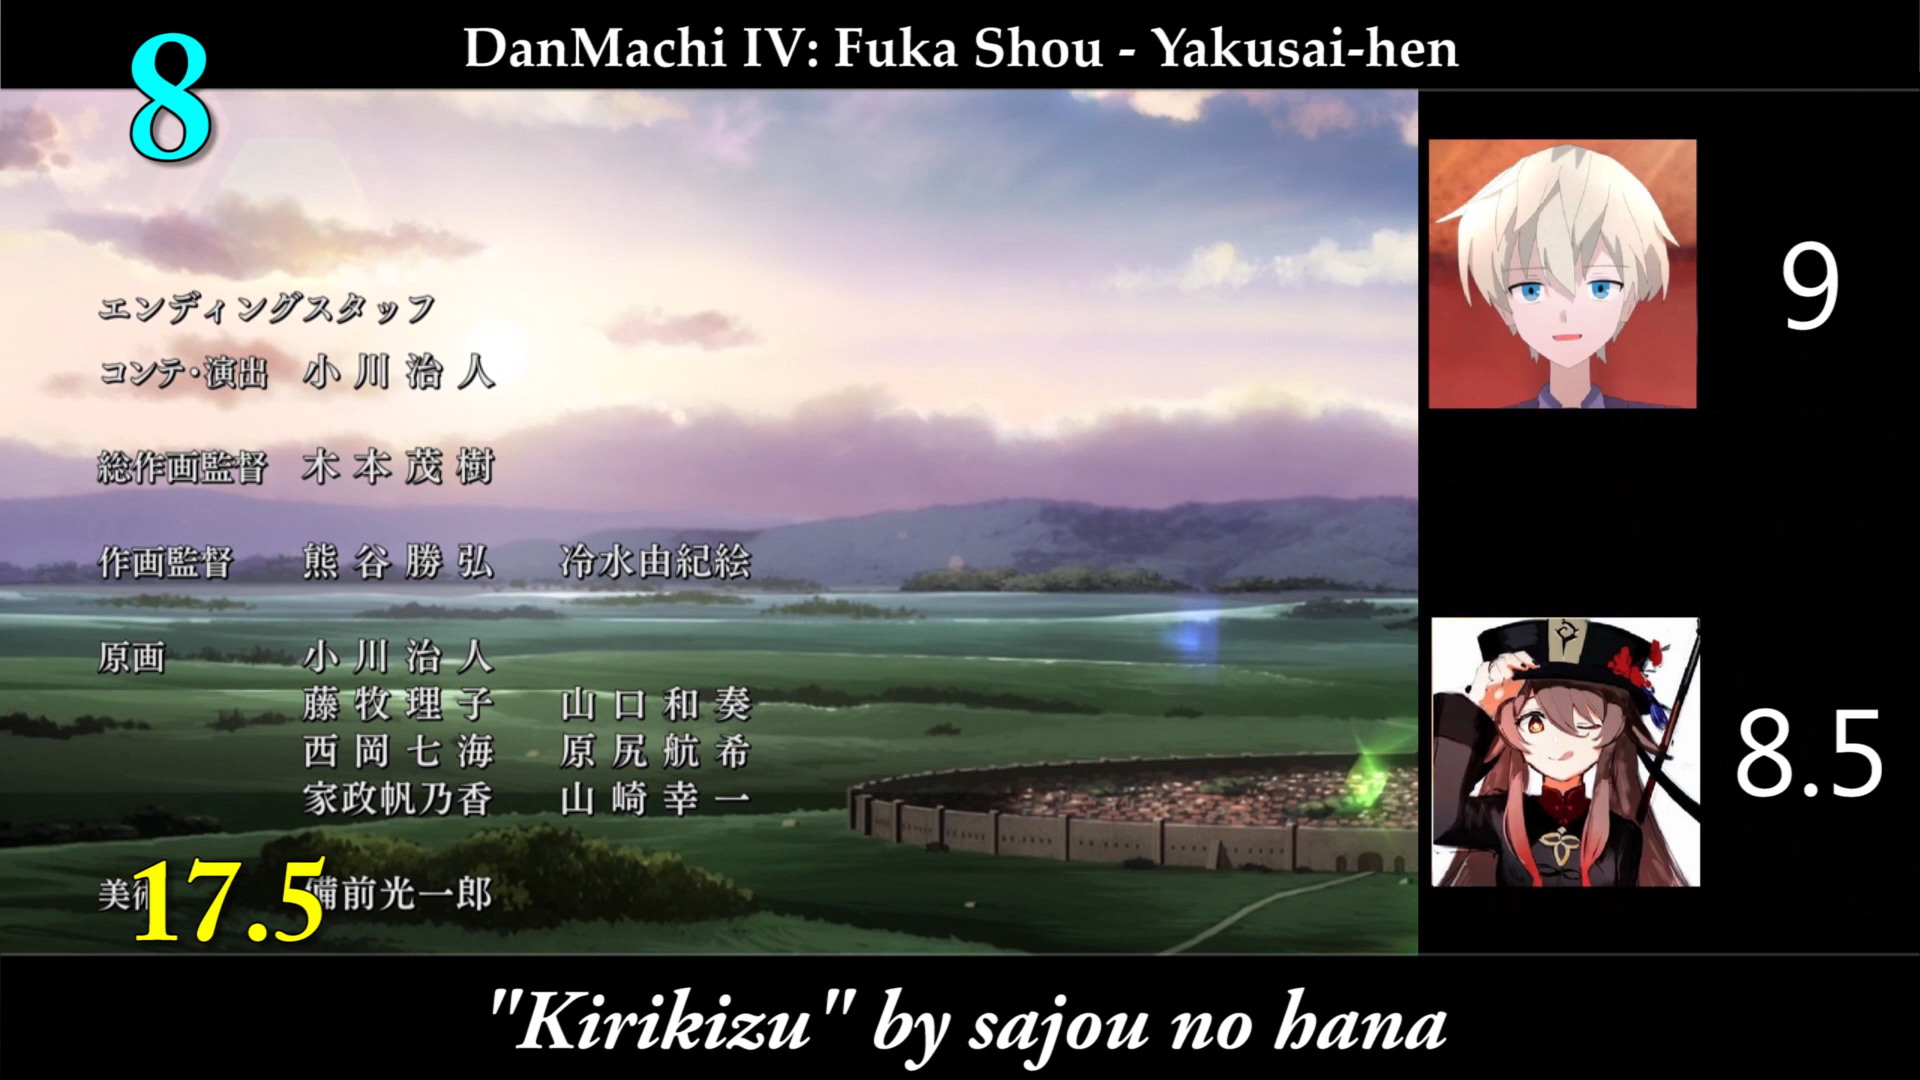 8
DanMachi IV: Fuka Shou - Yakusai-hen
エンディングスタッフ
コンテ・演出 小川治人
総作画監督 木本茂樹
作画監督 熊谷勝弘 冷水由紀絵
原画 小川治人
藤牧理子 山口和奏
西岡七海 原尻航希
家政帆乃香 山崎幸一
美術 備前光一郎
17.5
9
8.5
"Kirikizu" by sajou no hana